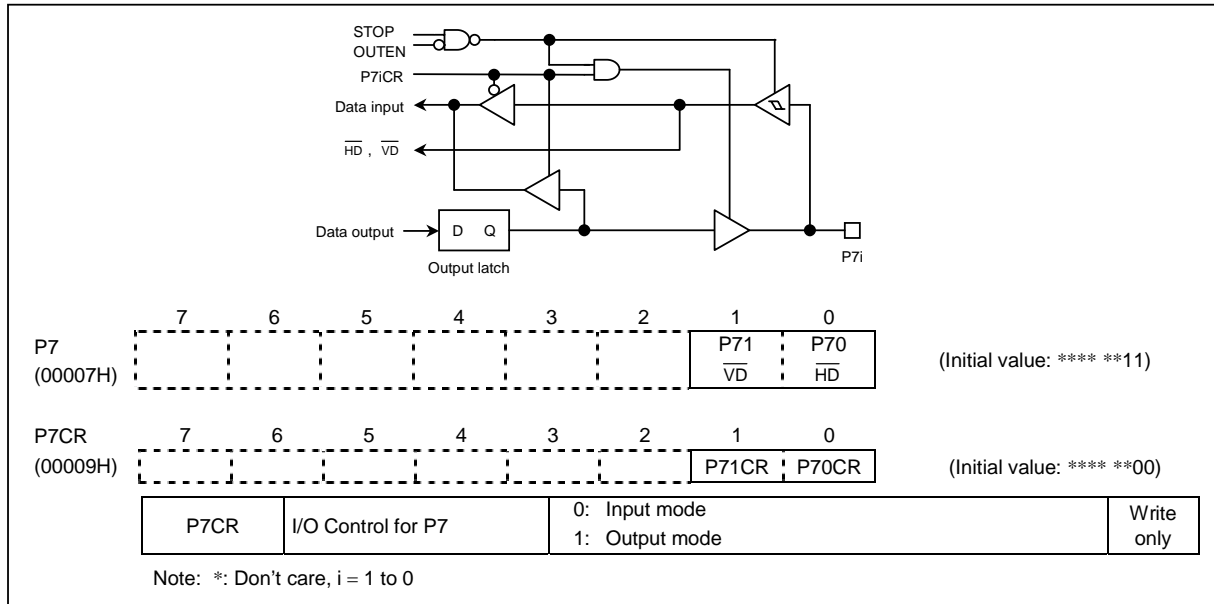 STOP
OUTEN
P7iCR
Data input
HD , VD
Data output
D Q
Output latch
P7i
7 6 5 4 3 2 1 0
P7
(00007H)
P71 P70
VD HD
(Initial value: **** **11)
P7CR
(00009H)
7 6 5 4 3 2 1 0
P71CR P70CR
(Initial value: **** **00)
P7CR I/O Control for P7 0: Input mode
1: Output mode
Write
only
Note: *: Don’t care, i = 1 to 0